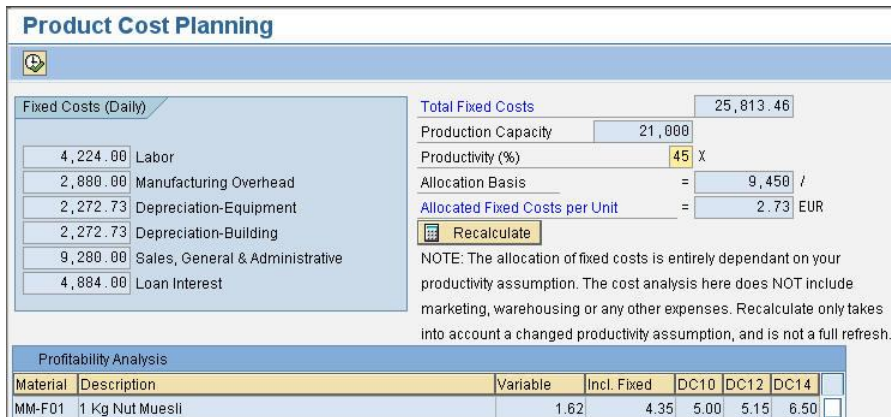 Product Cost Planning
Fixed Costs (Daily)
4,224.00 Labor
2,880.00 Manufacturing Overhead
2,272.73 Depreciation-Equipment
2,272.73 Depreciation-Building
9,280.00 Sales, General & Administrative
4,884.00 Loan Interest
Total Fixed Costs 25,813.46
Production Capacity 21,000
Productivity (%) 45 X
Allocation Basis = 9,450 /
Allocated Fixed Costs per Unit = 2.73 EUR
Recalculate
NOTE: The allocation of fixed costs is entirely dependant on your
productivity assumption. The cost analysis here does NOT include
marketing, warehousing or any other expenses. Recalculate only takes
into account a changed productivity assumption, and is not a full refresh.
Profitability Analysis
Material Description Variable Incl. Fixed DC10 DC12 DC14
MM-F01 1 Kg Nut Muesli 1.62 4.35 5.00 5.15 6.50